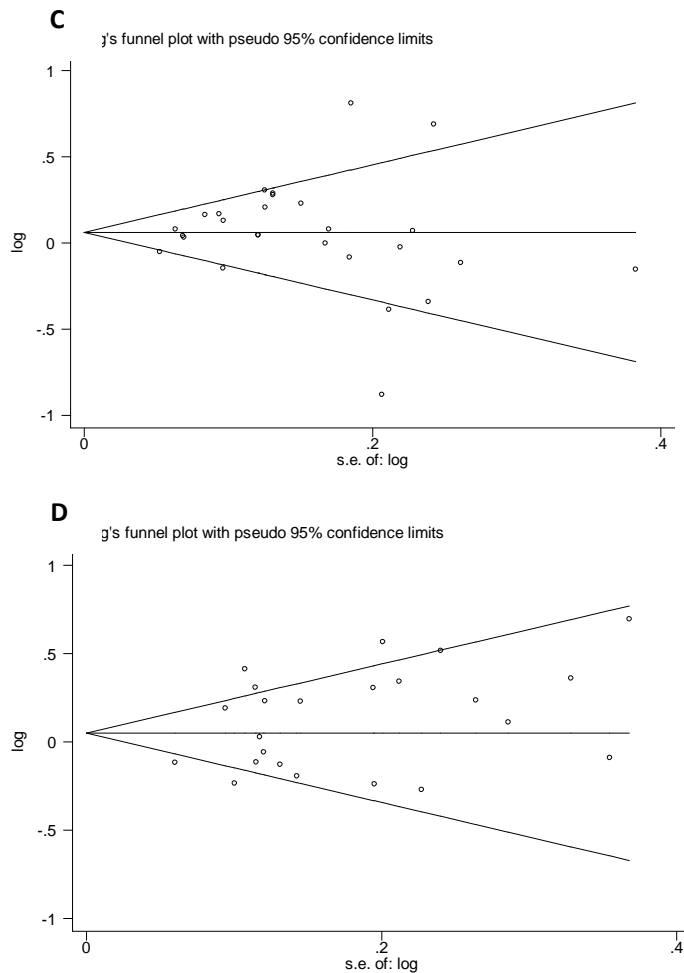 C
g's funnel plot with pseudo 95% confidence limits
1
.5
log
0
-.5
-1
0
.2
.4
s.e. of: log
D
g's funnel plot with pseudo 95% confidence limits
1
.5
log
0
-.5
-1
0
.2
.4
s.e. of: log